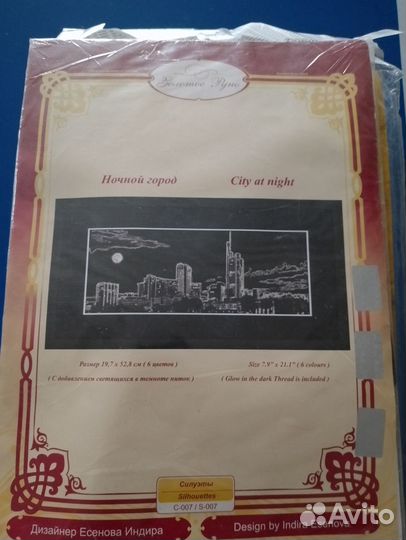 Золотое Руно
Ночной город City at night
Размер 19,7 x 52,8 см ( 6 цветов ) Size 7.8" x 21.1" ( 6 colours )
( С добавлением светящихся в темноте ниток ) ( Glow in the dark Thread is included )
Силуэты
Silhouettes
С-007 / S-007
Дизайнер Есенова Индира Design by Indira Esenova
Avito